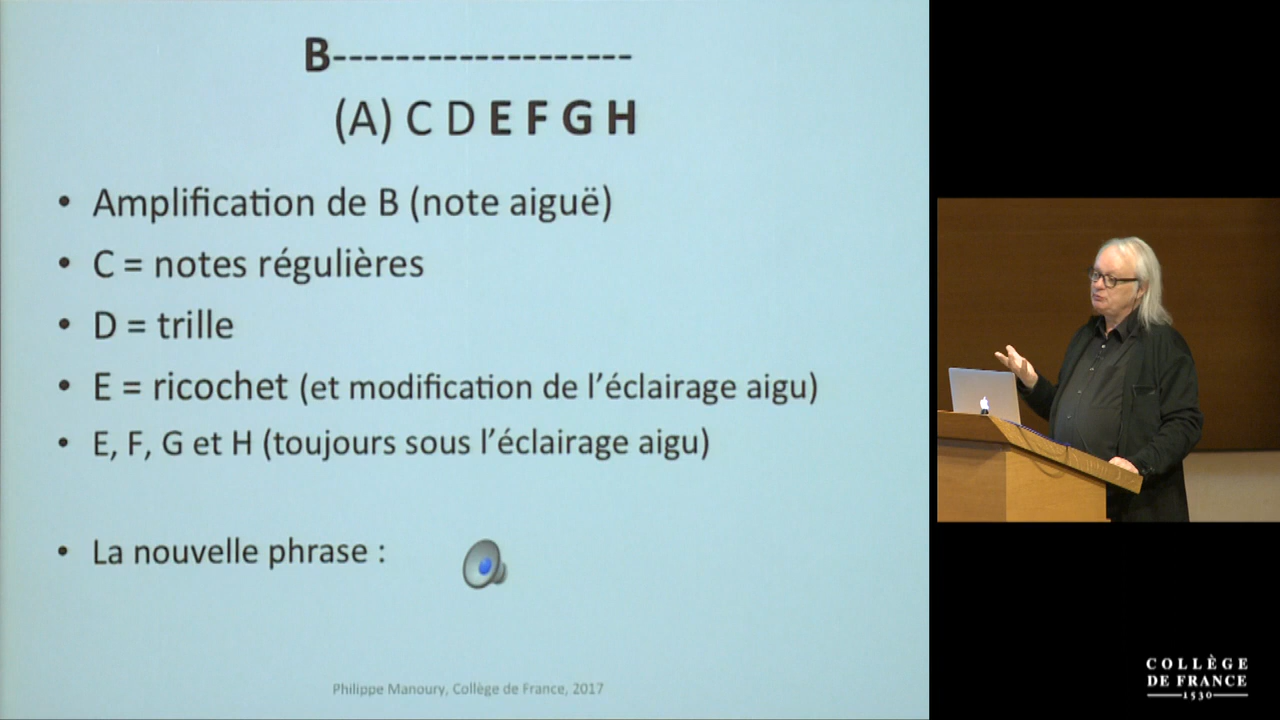 B-------------------
(A) C D E F G H
• Amplification de B (note aiguë)
• C = notes régulières
• D = trille
• E = ricochet (et modification de l'éclairage aigu)
• E, F, G et H (toujours sous l'éclairage aigu)
• La nouvelle phrase :
Philippe Manoury, Collège de France, 2017
COLLÈGE
DE FRANCE
1530